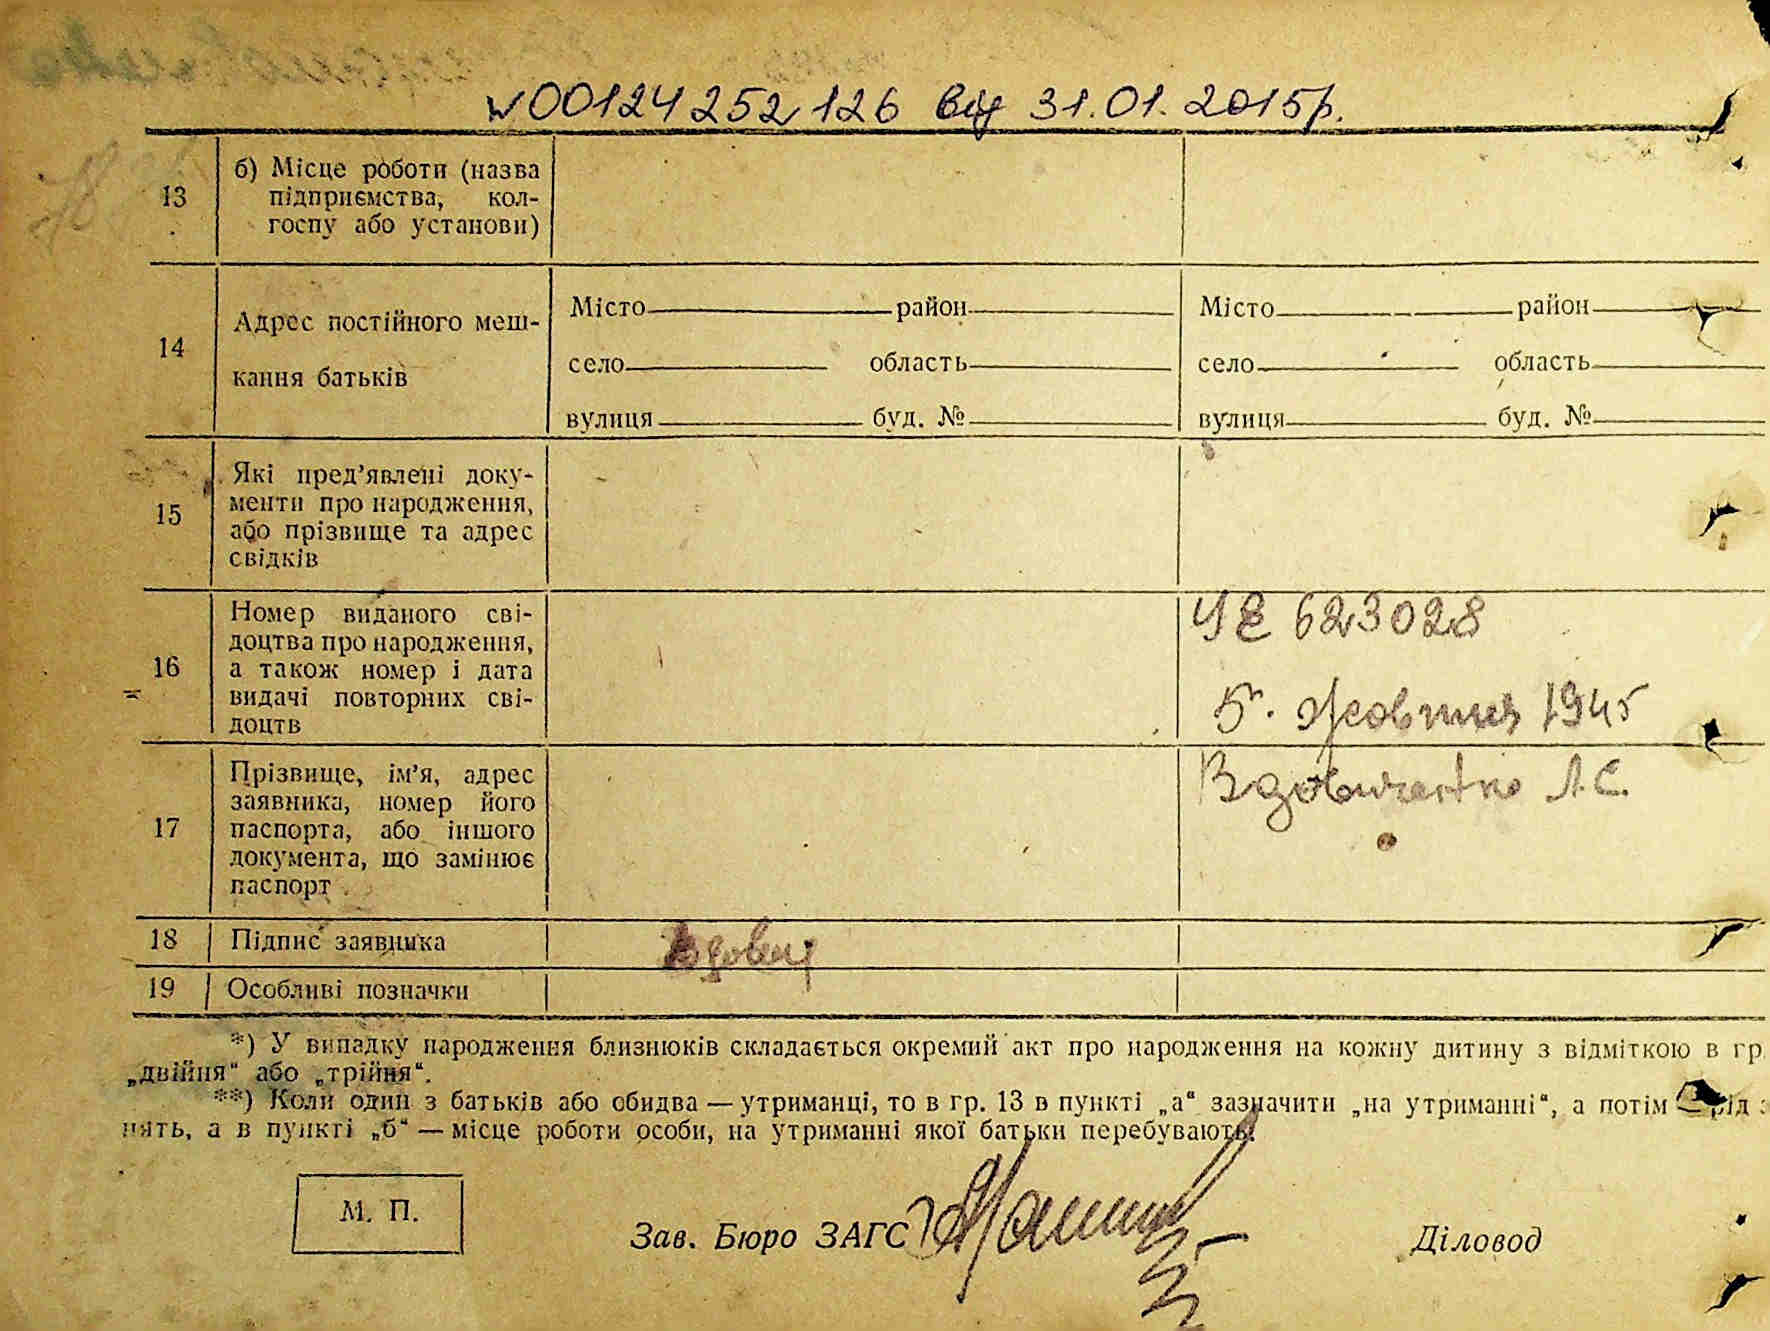 N00124252126 від 31.01.2015р.
13
б) Місце роботи (назва
підприємства, кол-
госпу або установи)
14
Адрес постійного меш-
кання батьків
Місто район
село область
вулиця буд. №
Місто район
село область
вулиця буд. №
15
Які пред’явлені доку-
менти про народження,
або прізвище та адрес
свідків
16
Номер виданого сві-
доцтва про народження,
а також номер і дата
видачі повторних сві-
доцтв
УЕ 623028
5. жовтня 1945
17
Прізвище, ім’я, адрес
заявника, номер його
паспорта, або іншого
документа, що замінює
паспорт
Вдовиченко Л.С.
18 Підпис заявника
19 Особливі позначки
*) У випадку народження близнюків складається окремий акт про народження на кожну дитину з відміткою в гр.
„двійня“ або „трійня“.
**) Коли один з батьків або обидва — утриманці, то в гр. 13 в пункті „а“ зазначити „на утриманні“, а потім рід з
нять, а в пункті „б“ — місце роботи особи, на утриманні якої батьки перебувають.
М. П.
Зав. Бюро ЗАГС
Діловод